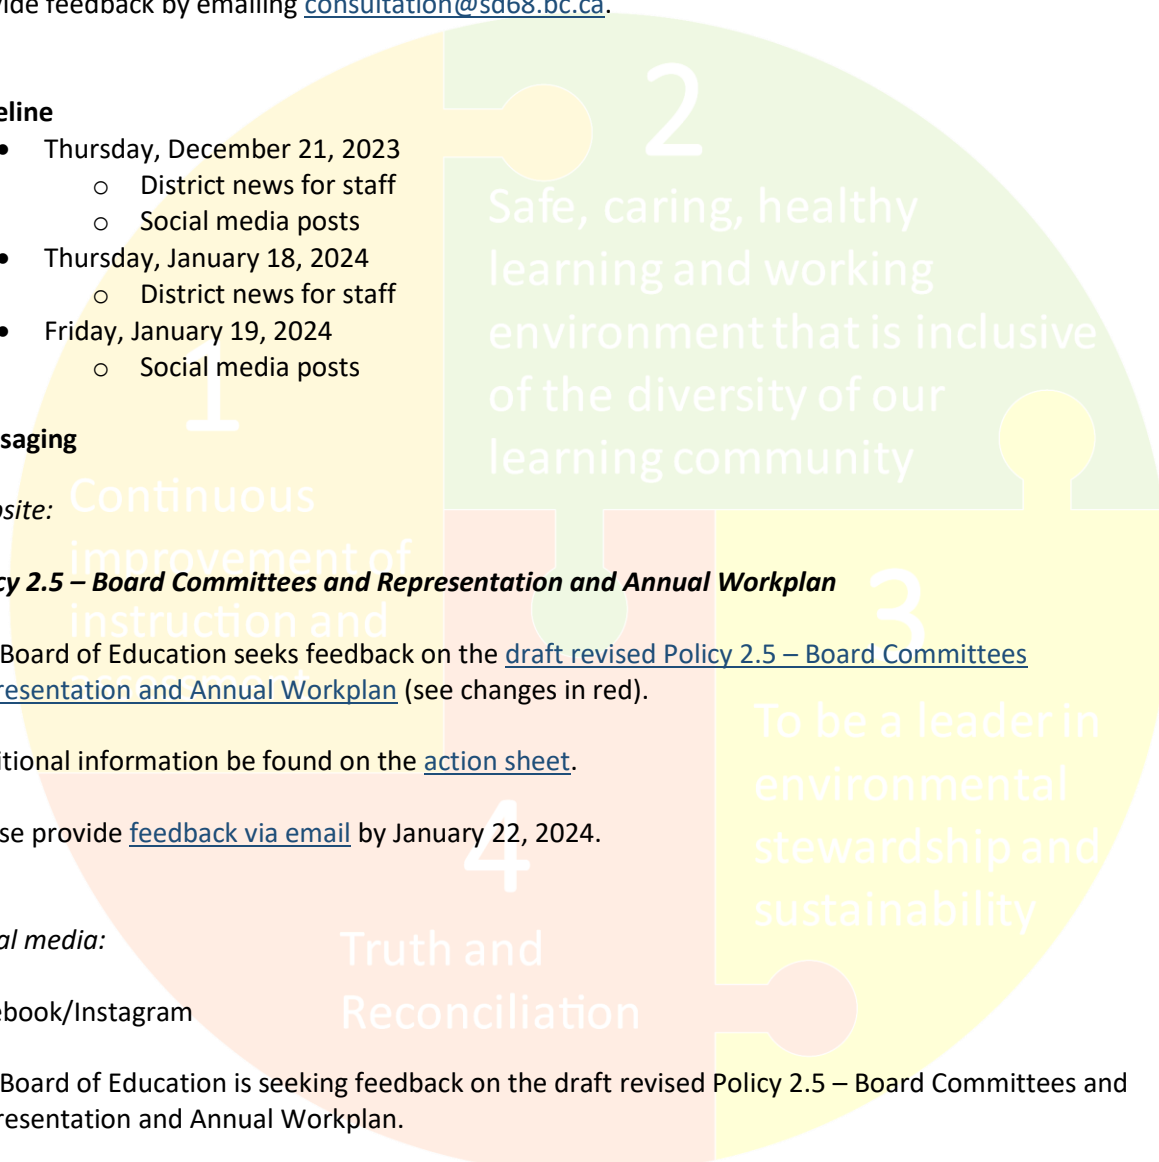 vide feedback by emailing consultation@sd68.bc.ca.
eline
• Thursday, December 21, 2023
o District news for staff
o Social media posts
• Thursday, January 18, 2024
o District news for staff
• Friday, January 19, 2024
o Social media posts
saging
site:
cy 2.5 – Board Committees and Representation and Annual Workplan
Board of Education seeks feedback on the draft revised Policy 2.5 – Board Committees
resentation and Annual Workplan (see changes in red).
itional information be found on the action sheet.
se provide feedback via email by January 22, 2024.
al media:
ebook/Instagram
Board of Education is seeking feedback on the draft revised Policy 2.5 – Board Committees and
resentation and Annual Workplan.
1
Continuous
improvement of
instruction and
assessment
2
Safe, caring, healthy
learning and working
environment that is inclusive
of the diversity of our
learning community
3
To be a leader in
environmental
stewardship and
sustainability
4
Truth and
Reconciliation